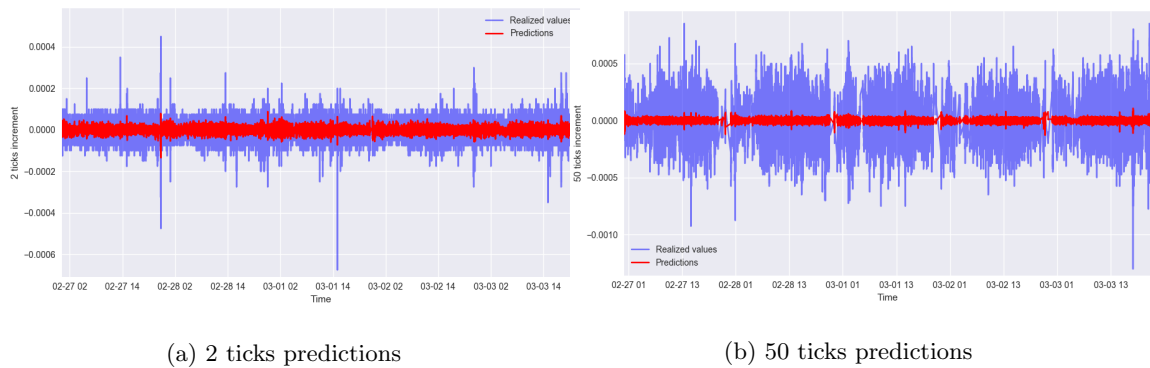 Realized values
Predictions
0.0004
0.0002
0.0000
−0.0002
−0.0004
−0.0006
2 ticks increment
02-27 02 02-27 14 02-28 02 02-28 14 03-01 02 03-01 14 03-02 02 03-02 14 03-03 02 03-03 14
Time
(a) 2 ticks predictions
0.0005
0.0000
−0.0005
−0.0010
50 ticks increment
Realized values
Predictions
02-27 01 02-27 13 02-28 01 02-28 13 03-01 01 03-01 13 03-02 01 03-02 13 03-03 01 03-03 13
Time
(b) 50 ticks predictions